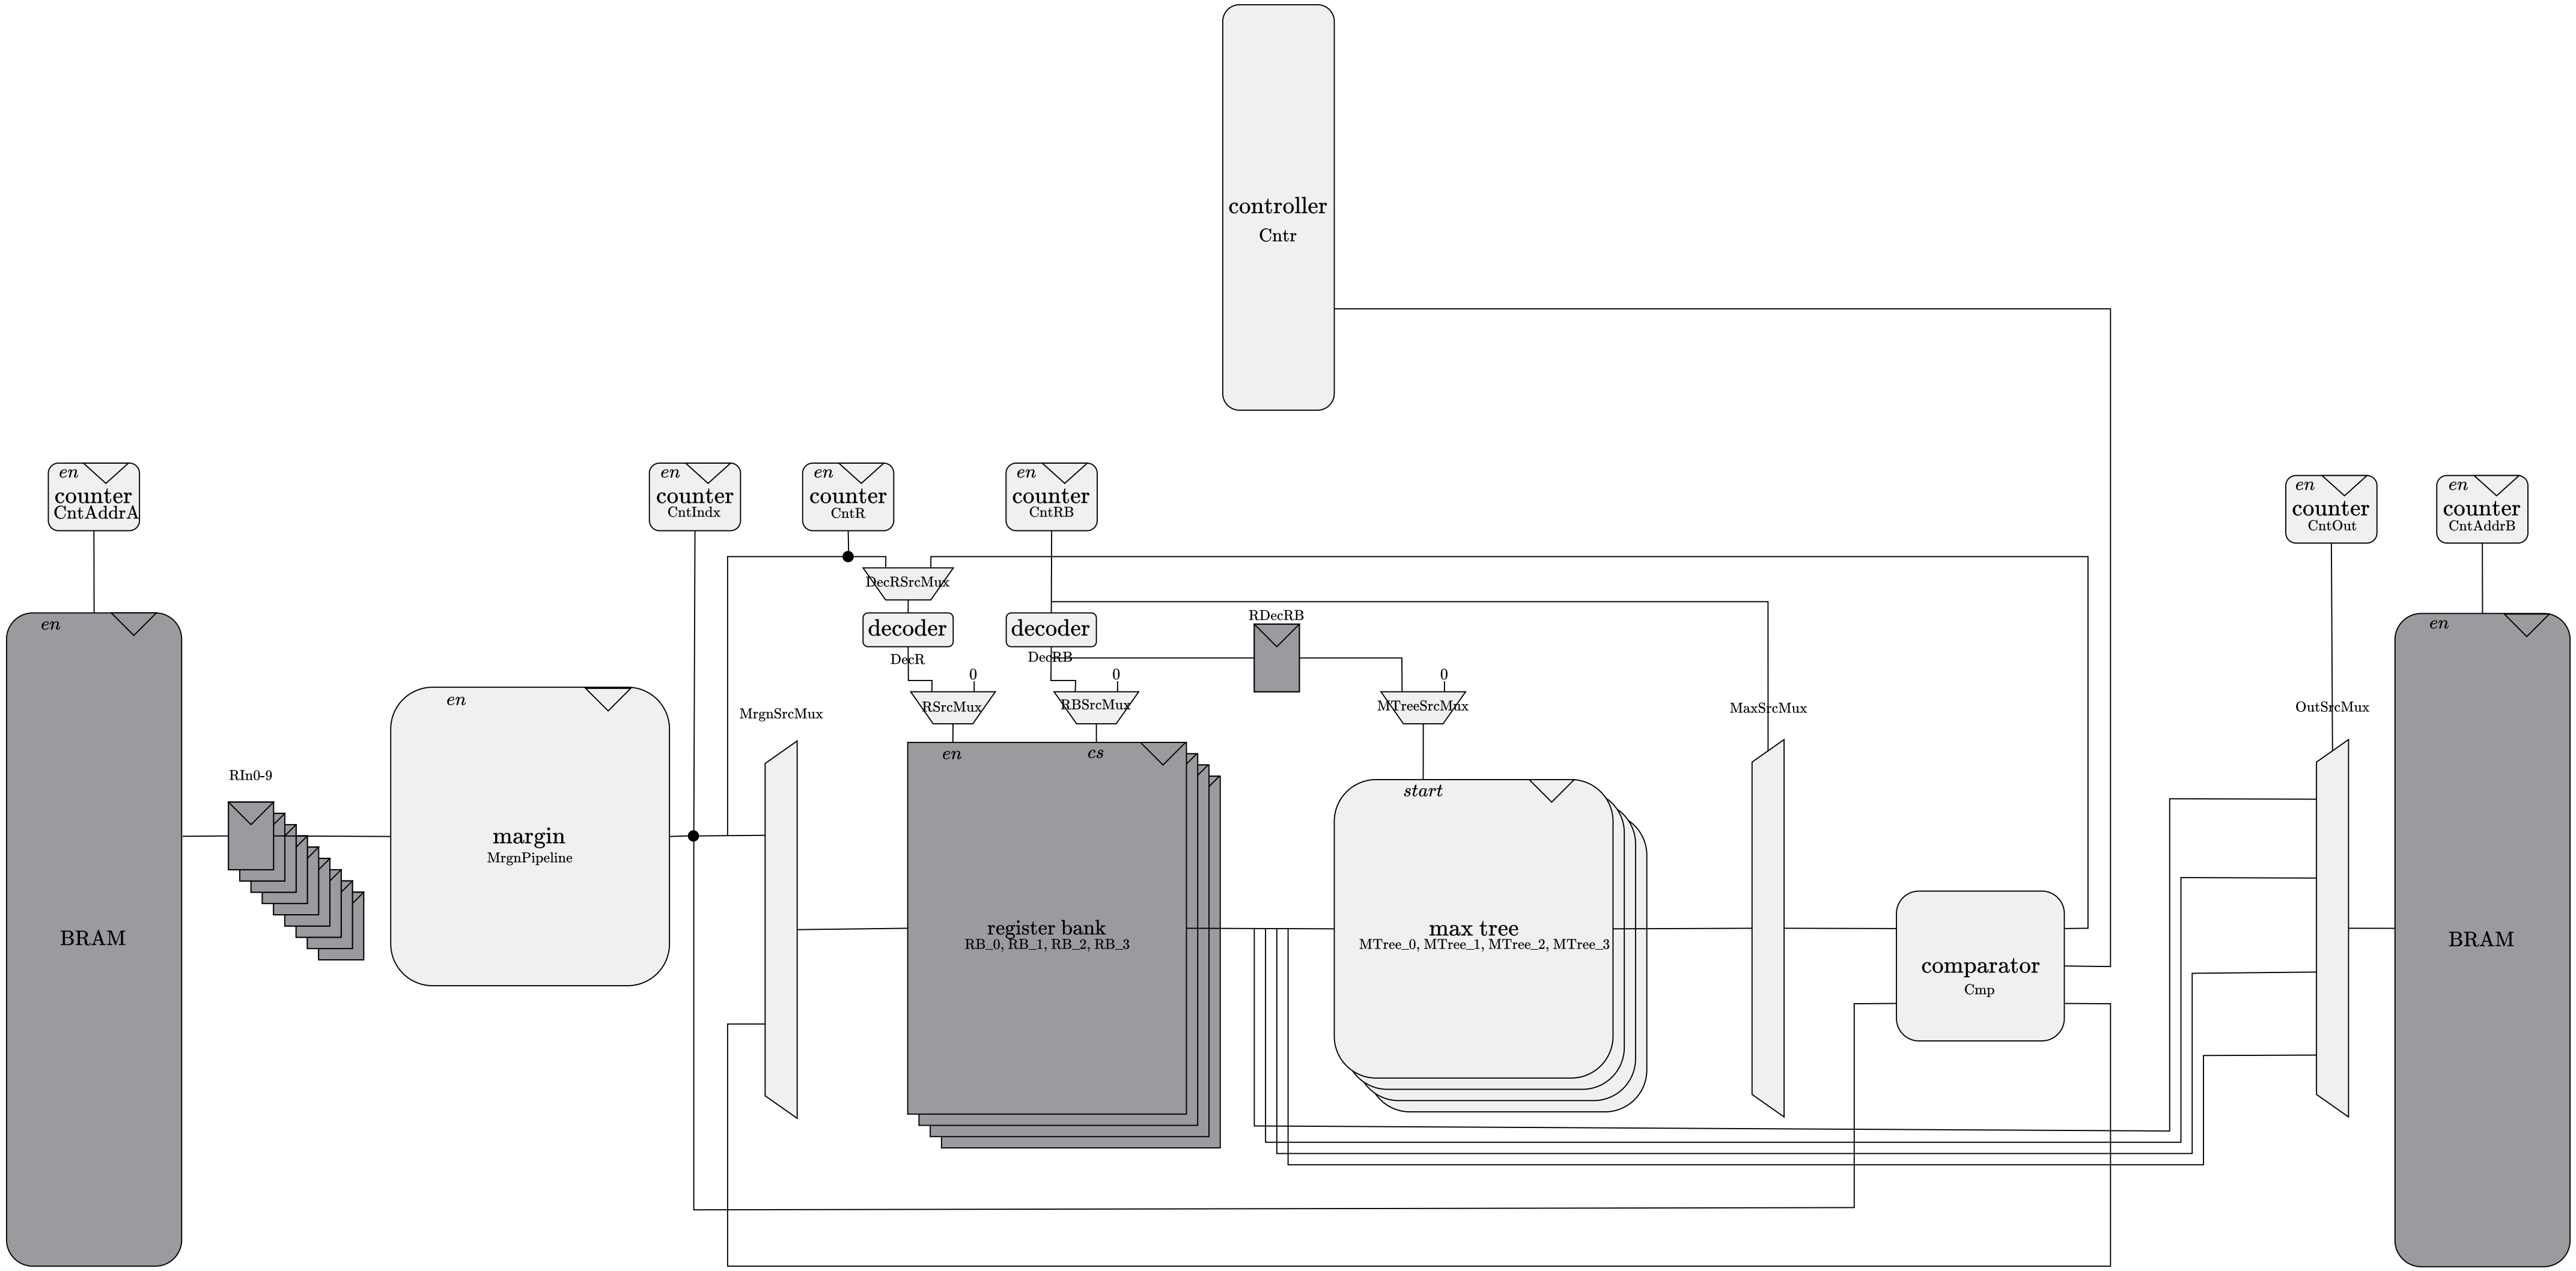 controller
Cntr
en
counter
CntAddrA
en
counter
CntIndx
en
counter
CntR
en
counter
CntRB
en
counter
CntOut
en
counter
CntAddrB
DecRSrcMux
decoder
DecR
decoder
DecRB
RDecRB
0
0
0
RSrcMux
RBSrcMux
MTreeSrcMux
MrgnSrcMux
MaxSrcMux
OutSrcMux
en
BRAM
RIn0-9
en
margin
MrgnPipeline
en
cs
register bank
RB_0, RB_1, RB_2, RB_3
start
max tree
MTree_0, MTree_1, MTree_2, MTree_3
comparator
Cmp
en
BRAM